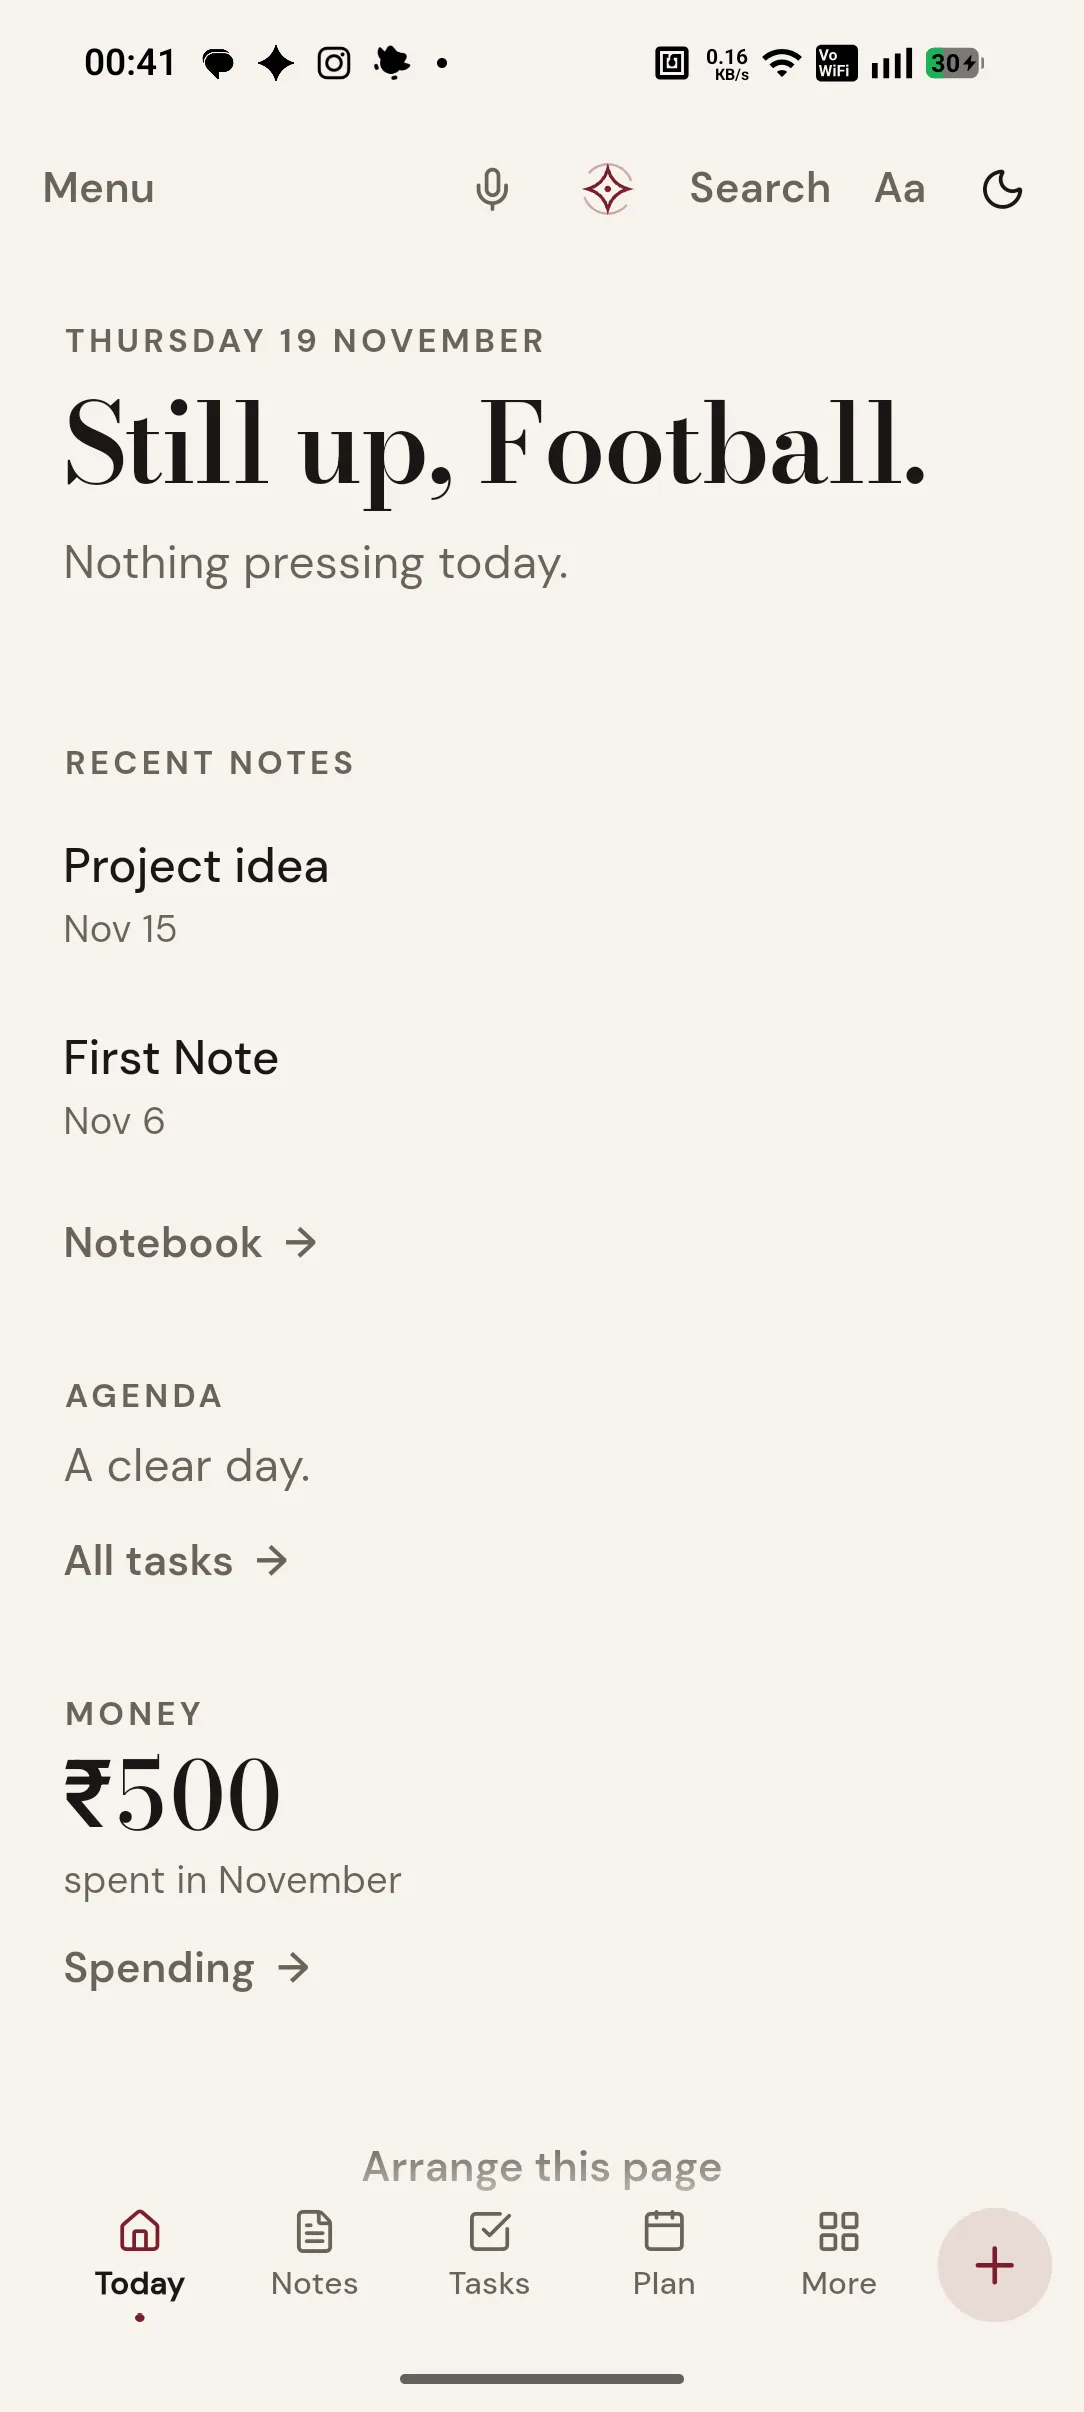 00:41
0.16
KB/s
Vo
WiFi
30
Menu
Search
Aa
THURSDAY 19 NOVEMBER
Still up, Football.
Nothing pressing today.
RECENT NOTES
Project idea
Nov 15
First Note
Nov 6
Notebook →
AGENDA
A clear day.
All tasks →
MONEY
₹500
spent in November
Spending →
Arrange this page
Today
Notes
Tasks
Plan
More